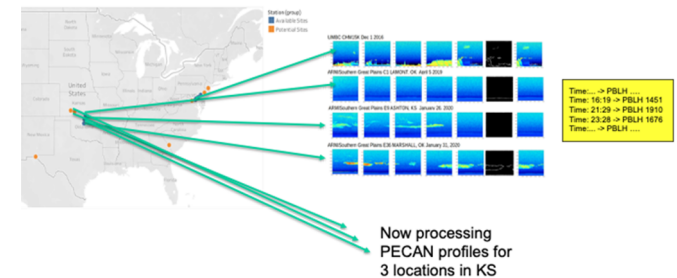 Station (group)
Available Sites
Potential Sites
United
States
UMBC CHM15K Dec 1 2016
ARM/Southern Great Plains C1 LAMONT, OK April 5 2019
ARM/Southern Great Plains E9 ASHTON, KS January 26, 2020
ARM/Southern Great Plains E36 MARSHALL, OK January 31, 2020
Time:... -> PBLH ....
Time: 16:19 -> PBLH 1451
Time: 21:29 -> PBLH 1910
Time: 23:28 -> PBLH 1676
Time:... -> PBLH ....
Now processing
PECAN profiles for
3 locations in KS